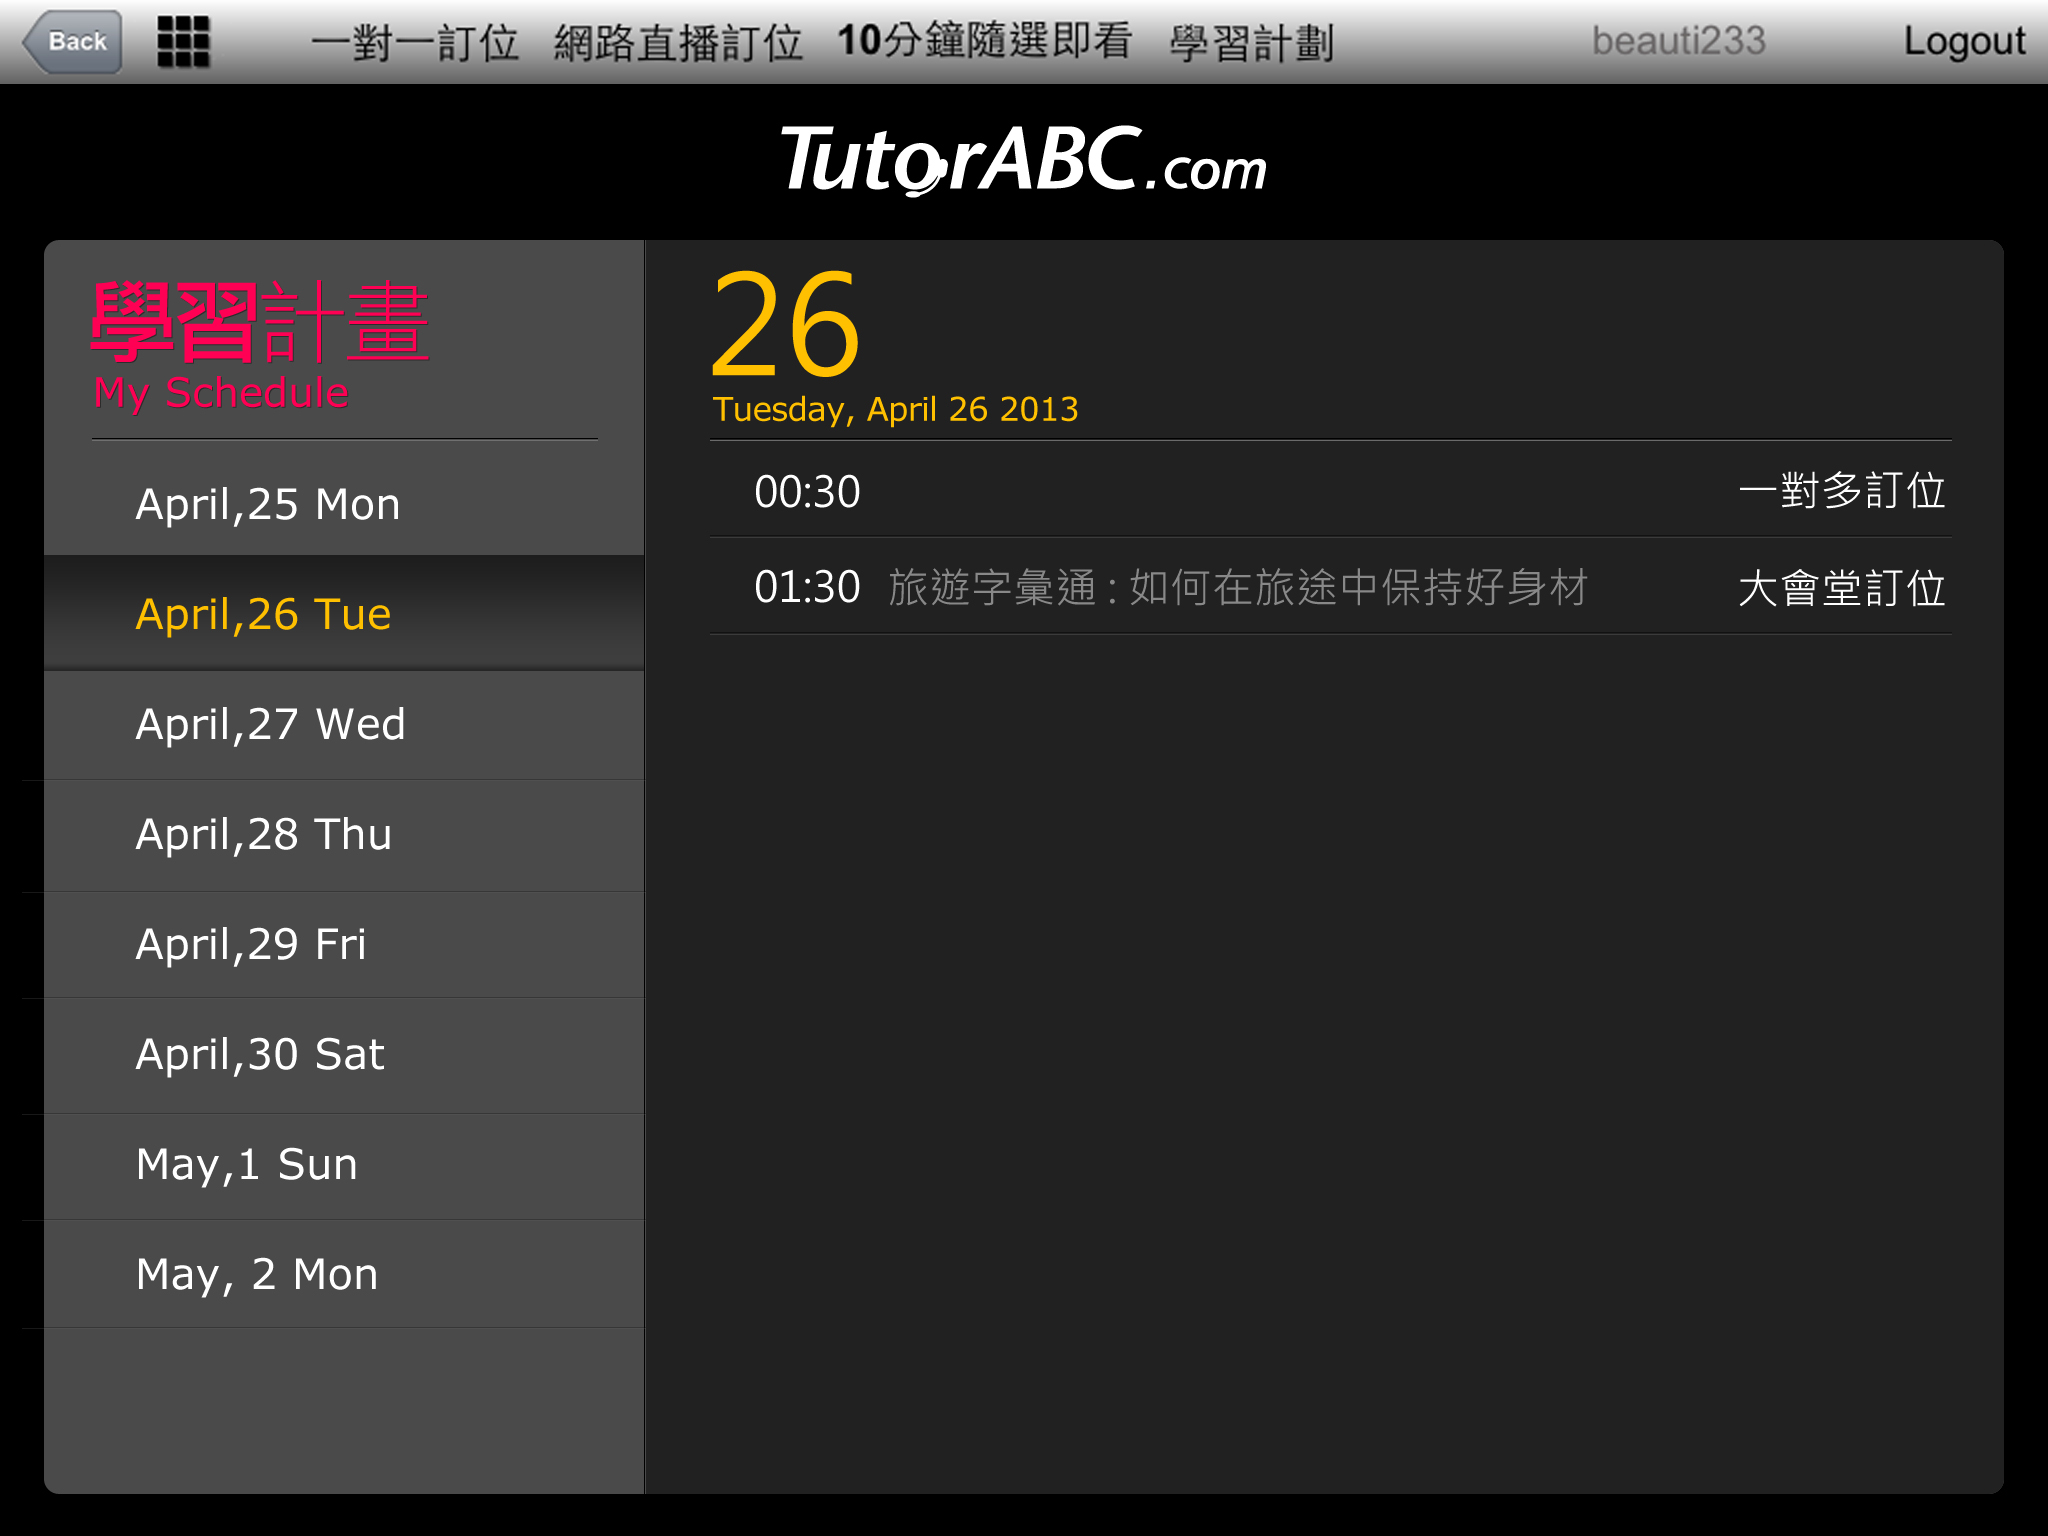 Back 一對一訂位 網路直播訂位 10分鐘隨選即看 學習計劃 beauti233 Logout
TutorABC.com
學習計畫
My Schedule
April,25 Mon
April,26 Tue
April,27 Wed
April,28 Thu
April,29 Fri
April,30 Sat
May,1 Sun
May, 2 Mon
26
Tuesday, April 26 2013
00:30 一對多訂位
01:30 旅遊字彙通 : 如何在旅途中保持好身材 大會堂訂位